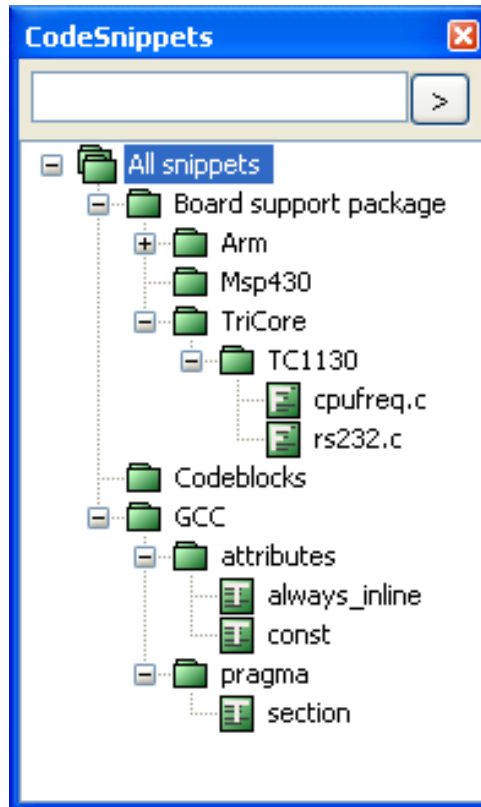 CodeSnippets
>
All snippets
Board support package
Arm
Msp430
TriCore
TC1130
cpufreq.c
rs232.c
Codeblocks
GCC
attributes
always_inline
const
pragma
section